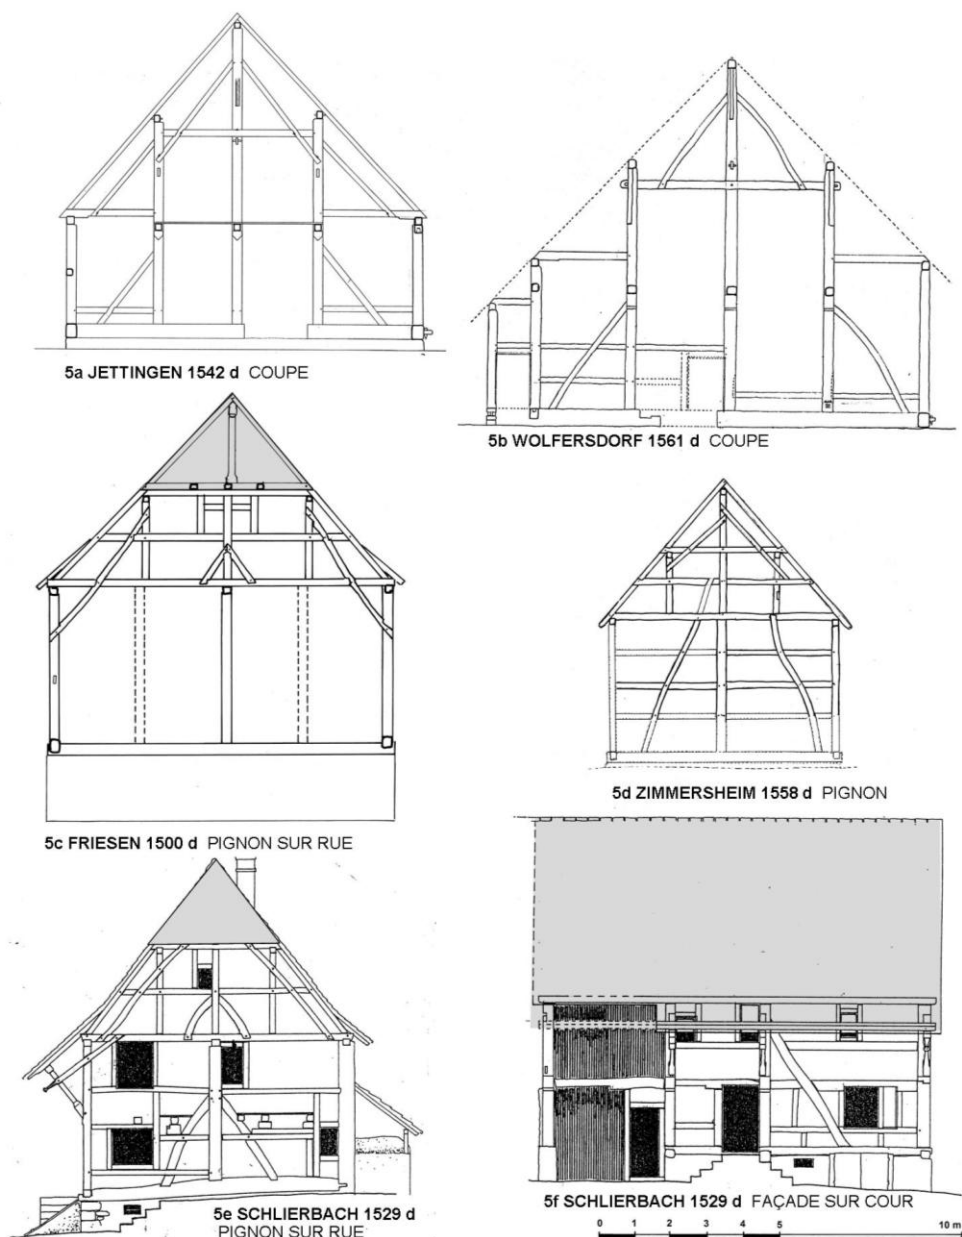 5a JETTINGEN 1542 d COUPE
5b WOLFERSDORF 1561 d COUPE
5c FRIESEN 1500 d PIGNON SUR RUE
5d ZIMMERSHEIM 1558 d PIGNON
5e SCHLIERBACH 1529 d
PIGNON SUR RUE
5f SCHLIERBACH 1529 d FAÇADE SUR COUR
0 1 2 3 4 5 10 m